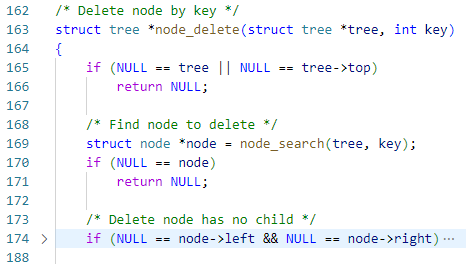 162 /* Delete node by key */
163 struct tree *node_delete(struct tree *tree, int key)
164 {
165 if (NULL == tree || NULL == tree->top)
166 return NULL;
167
168 /* Find node to delete */
169 struct node *node = node_search(tree, key);
170 if (NULL == node)
171 return NULL;
172
173 /* Delete node has no child */
174 > if (NULL == node->left && NULL == node->right)···
188